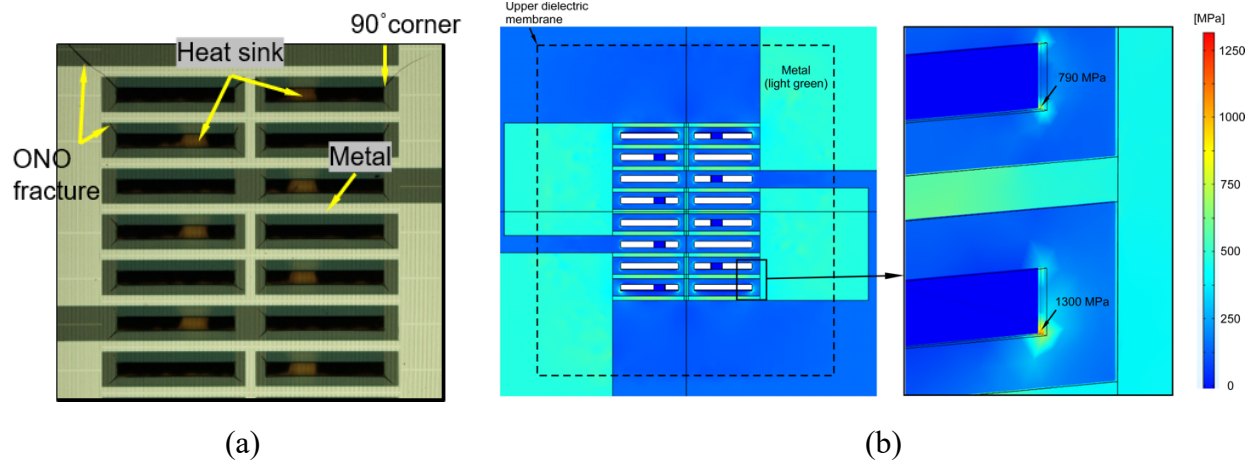 90°corner
Heat sink
ONO
fracture
Metal
(a)
Upper dielectric
membrane
Metal
(light green)
790 MPa
1300 MPa
[MPa]
1250
1000
750
500
250
0
(b)